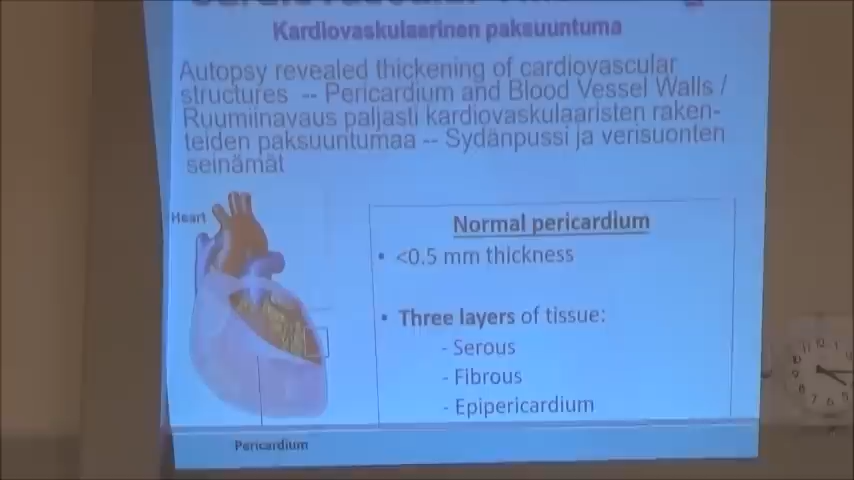 Kardiovaskulaarinen paksuuntuma
Autopsy revealed thickening of cardiovascular
structures -- Pericardium and Blood Vessel Walls /
Ruumiinavaus paljasti kardiovaskulaaristen raken-
teiden paksuuntumaa -- Sydänpussi ja verisuonten
seinämät
Heart
Normal pericardium
• <0.5 mm thickness
• Three layers of tissue:
- Serous
- Fibrous
- Epipericardium
Pericardium